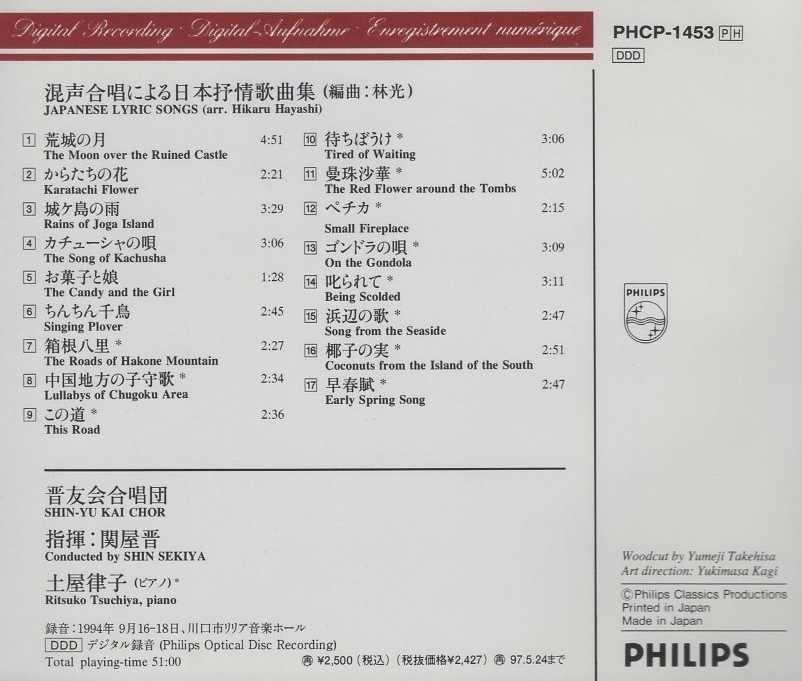 Digital Recording · Digital-Aufnahme · Enregistrement numérique
PHCP-1453 PH
DDD
混声合唱による日本抒情歌曲集 (編曲:林光)
JAPANESE LYRIC SONGS (arr. Hikaru Hayashi)
1 荒城の月 4:51
The Moon over the Ruined Castle
2 からたちの花 2:21
Karatachi Flower
3 城ケ島の雨 3:29
Rains of Joga Island
4 カチューシャの唄 3:06
The Song of Kachusha
5 お菓子と娘 1:28
The Candy and the Girl
6 ちんちん千鳥 2:45
Singing Plover
7 箱根八里 * 2:27
The Roads of Hakone Mountain
8 中国地方の子守歌 * 2:34
Lullabys of Chugoku Area
9 この道 * 2:36
This Road
10 待ちぼうけ * 3:06
Tired of Waiting
11 曼珠沙華 * 5:02
The Red Flower around the Tombs
12 ペチカ * 2:15
Small Fireplace
13 ゴンドラの唄 * 3:09
On the Gondola
14 叱られて * 3:11
Being Scolded
15 浜辺の歌 * 2:47
Song from the Seaside
16 椰子の実 * 2:51
Coconuts from the Island of the South
17 早春賦 * 2:47
Early Spring Song
晋友会合唱団
SHIN-YU KAI CHOR
指揮:関屋晋
Conducted by SHIN SEKIYA
土屋律子 (ピアノ)*
Ritsuko Tsuchiya, piano
録音:1994年 9月16-18日、川口市リリア音楽ホール
DDD デジタル録音 (Philips Optical Disc Recording)
Total playing-time 51:00
㊢ ¥2,500 (税込) (税抜価格¥2,427) ㊢ 97.5.24まで
PHILIPS
Woodcut by Yumeji Takehisa
Art direction: Yukimasa Kagi
©Philips Classics Productions
Printed in Japan
Made in Japan
PHILIPS